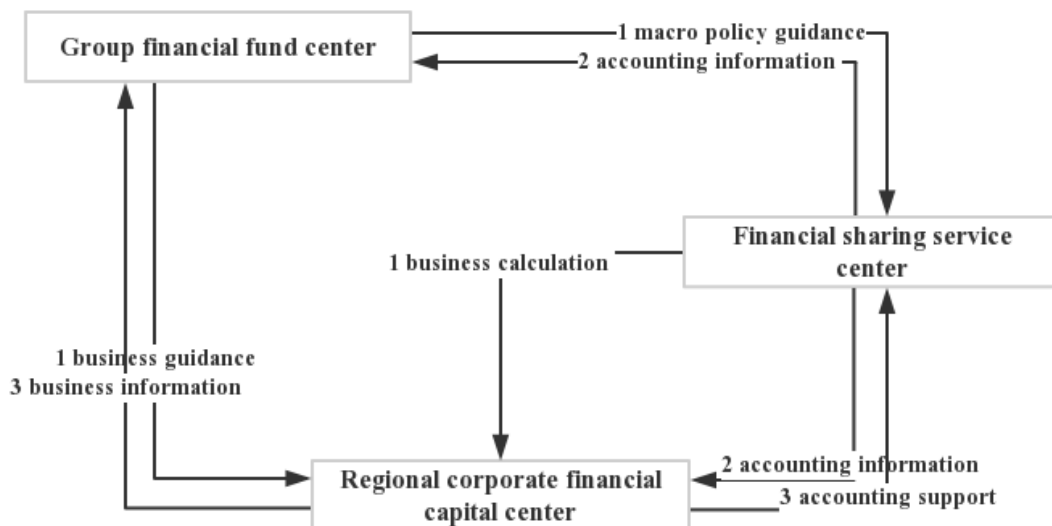 Group financial fund center
1 macro policy guidance
2 accounting information
Financial sharing service
center
1 business calculation
1 business guidance
3 business information
Regional corporate financial
capital center
2 accounting information
3 accounting support